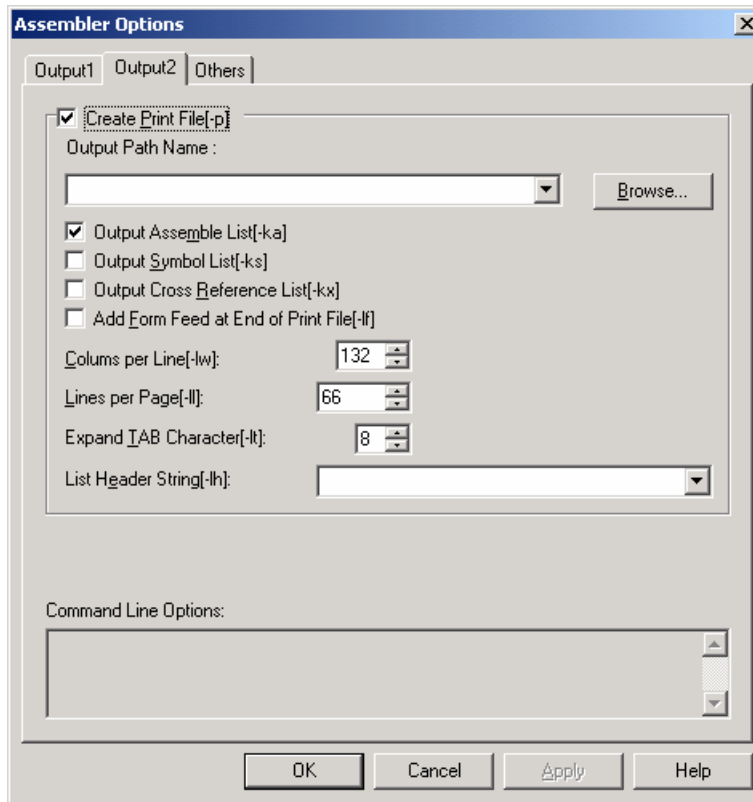 Assembler Options
Output1 Output2 Others
Create Print File[-p]
Output Path Name :
Browse...
Output Assemble List[-ka]
Output Symbol List[-ks]
Output Cross Reference List[-kx]
Add Form Feed at End of Print File[-lf]
Colums per Line[-lw]: 132
Lines per Page[-ll]: 66
Expand TAB Character[-lt]: 8
List Header String[-lh]:
Command Line Options:
OK Cancel Apply Help